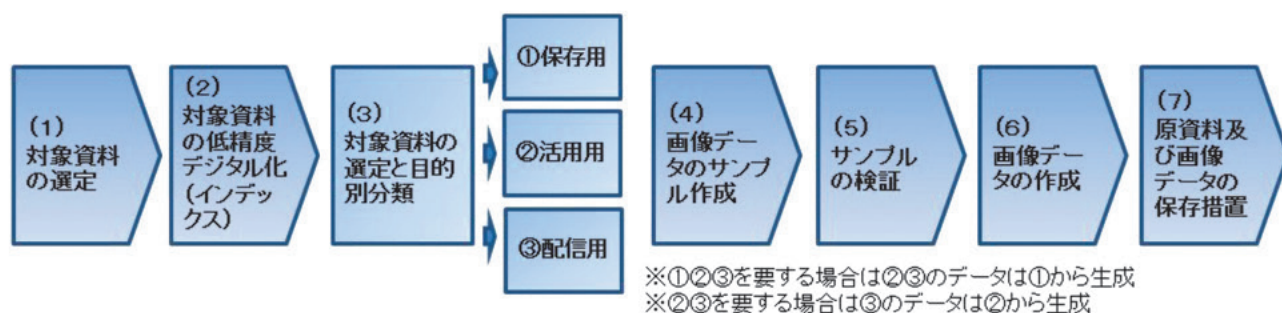 (1)
対象資料
の選定
(2)
対象資料
の低精度
デジタル化
(インデッ
クス)
(3)
対象資料の
選定と目的
別分類
①保存用
②活用用
③配信用
(4)
画像デー
タのサンプ
ル作成
(5)
サンプル
の検証
(6)
画像デー
タの作成
(7)
原資料及
び画像
データの
保存措置
※①②③を要する場合は②③のデータは①から生成
※②③を要する場合は③のデータは②から生成